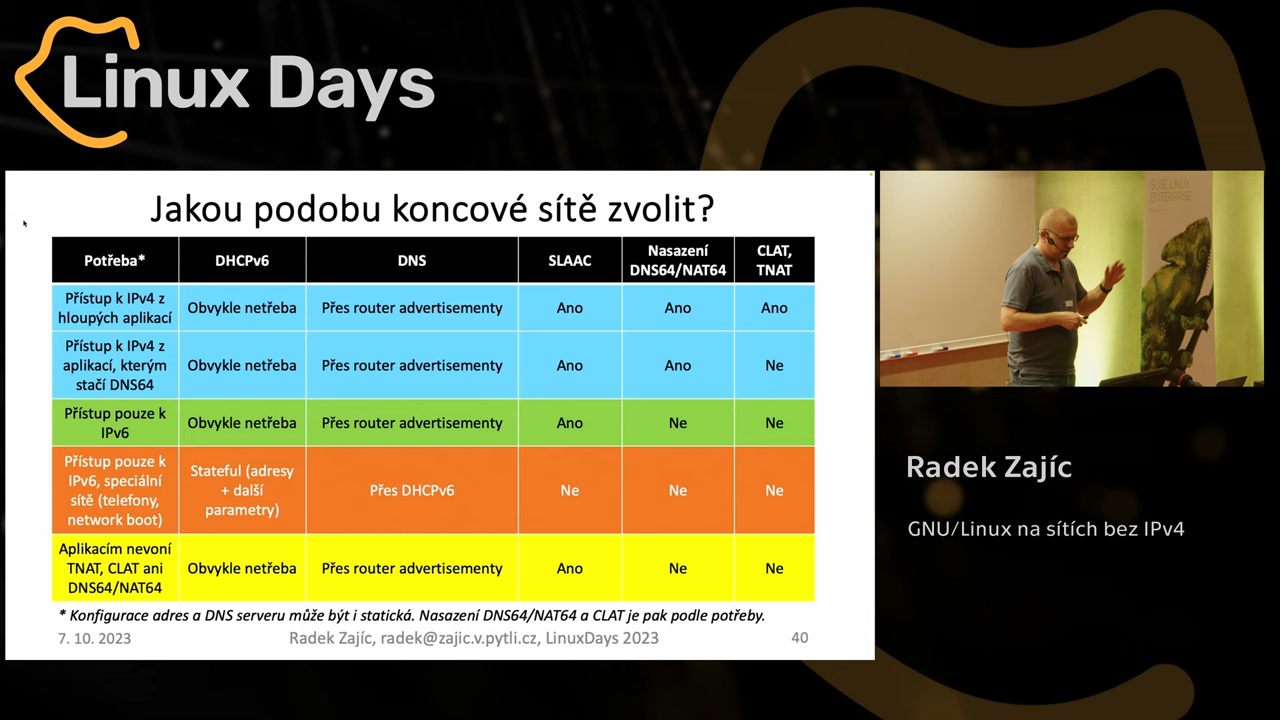 Linux Days
Jakou podobu koncové sítě zvolit?
Potřeba*
DHCPv6
DNS
SLAAC
Nasazení
DNS64/NAT64
CLAT,
TNAT
Přístup k IPv4 z
hloupých aplikací
Obvykle netřeba
Přes router advertisementy
Ano
Ano
Ano
Přístup k IPv4 z
aplikací, kterým
stačí DNS64
Obvykle netřeba
Přes router advertisementy
Ano
Ano
Ne
Přístup pouze k
IPv6
Obvykle netřeba
Přes router advertisementy
Ano
Ne
Ne
Přístup pouze k
IPv6, speciální
sítě (telefony,
network boot)
Stateful (adresy
+ další
parametry)
Přes DHCPv6
Ne
Ne
Ne
Aplikacím nevoní
TNAT, CLAT ani
DNS64/NAT64
Obvykle netřeba
Přes router advertisementy
Ano
Ne
Ne
* Konfigurace adres a DNS serveru může být i statická. Nasazení DNS64/NAT64 a CLAT je pak podle potřeby.
7. 10. 2023
Radek Zajíc, radek@zajic.v.pytli.cz, LinuxDays 2023
40
SUSE LINUX
ENTERPRISE
Radek Zajíc
GNU/Linux na sítích bez IPv4